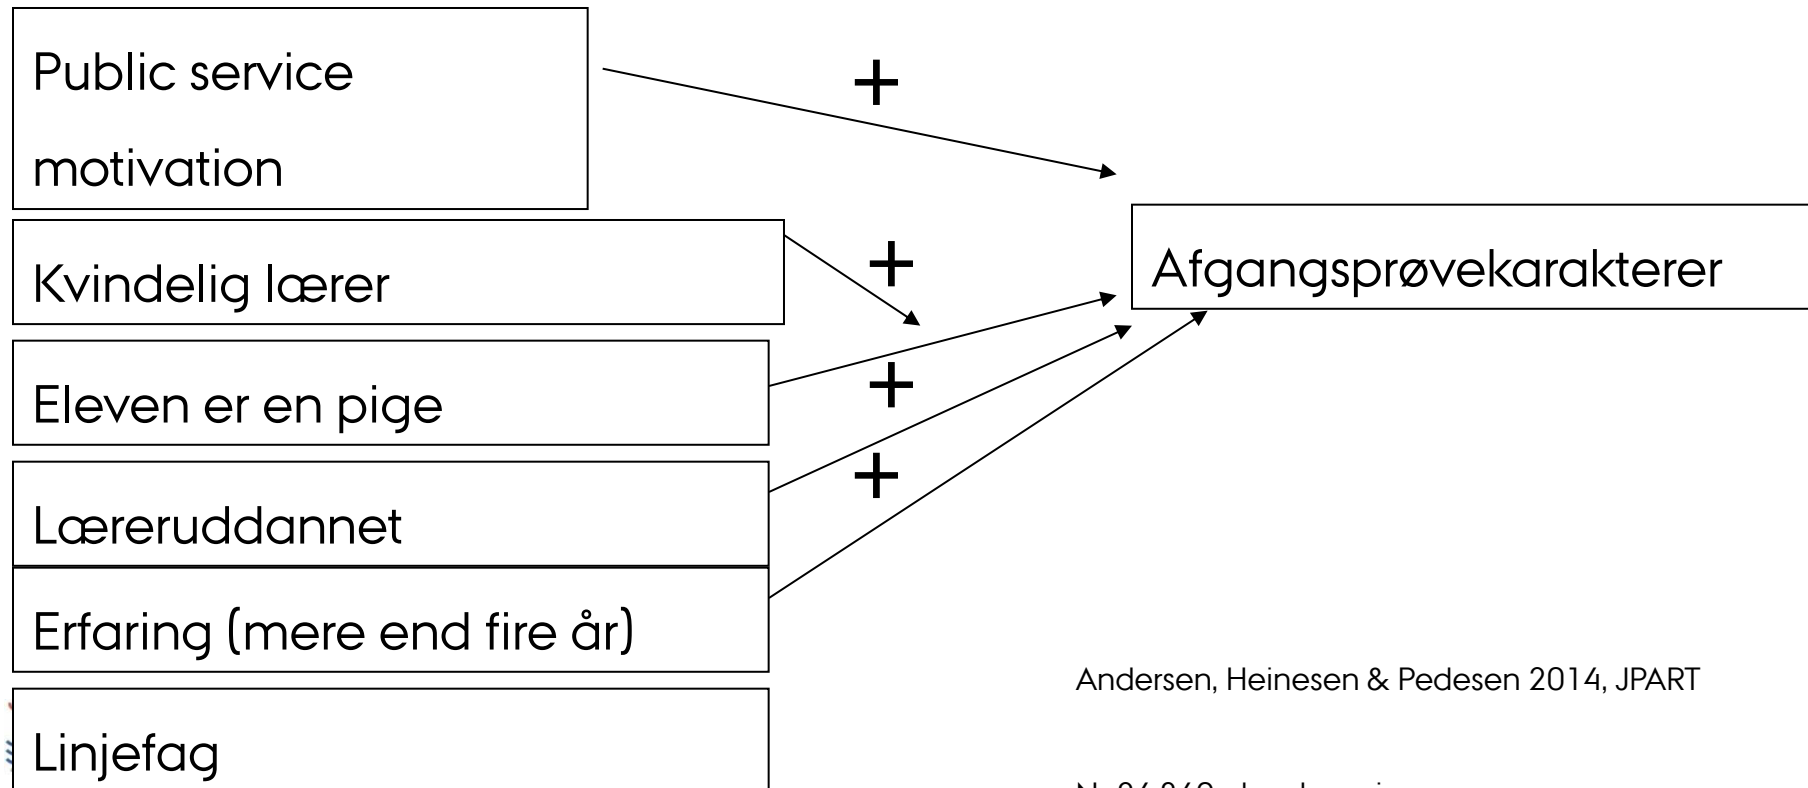 Public service
motivation
+
Kvindelig lærer
+
Afgangsprøvekarakterer
Eleven er en pige
+
Læreruddannet
+
Erfaring (mere end fire år)
Andersen, Heinesen & Pedesen 2014, JPART
Linjefag